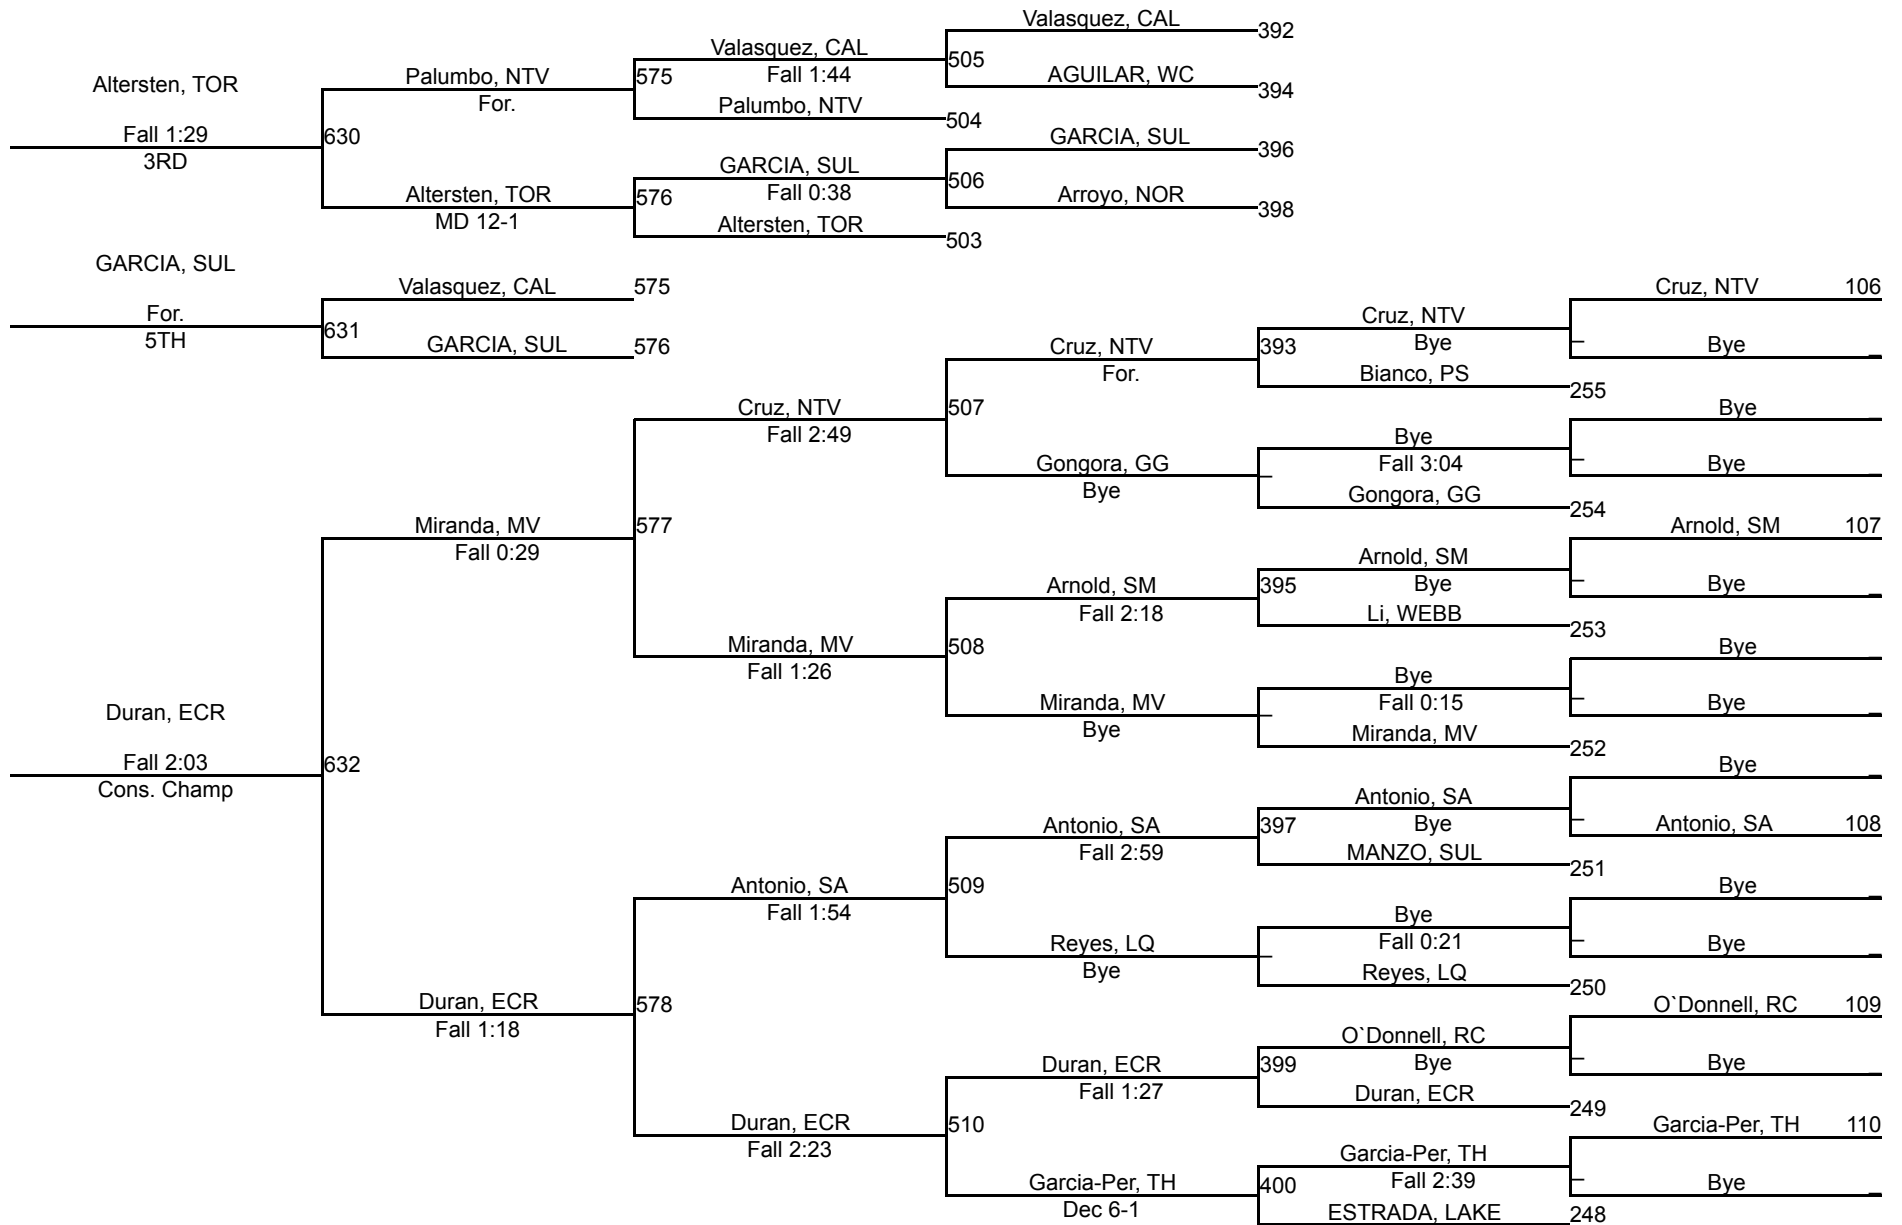 Valasquez, CAL 392
Valasquez, CAL
505
Fall 1:44
AGUILAR, WC 394
Palumbo, NTV 575
For.
Palumbo, NTV 504
Altersten, TOR
Fall 1:29 630
3RD
GARCIA, SUL 396
GARCIA, SUL
506
Fall 0:38
Arroyo, NOR 398
Altersten, TOR 576
MD 12-1
Altersten, TOR 503
GARCIA, SUL
For.
5TH
Valasquez, CAL 575
631
GARCIA, SUL 576
Cruz, NTV 106
Cruz, NTV
Bye
Bye
Cruz, NTV 393
For.
Bianco, PS 255
Cruz, NTV 507
Fall 2:49
Bye
Bye
Fall 3:04
Bye
Gongora, GG
Bye
Gongora, GG 254
Miranda, MV 577
Fall 0:29
Arnold, SM 107
Arnold, SM
Bye
Bye
Arnold, SM 395
Fall 2:18
Li, WEBB 253
Miranda, MV 508
Fall 1:26
Bye
Bye
Fall 0:15
Bye
Miranda, MV
Bye
Miranda, MV 252
Duran, ECR
Fall 2:03 632
Cons. Champ
Bye
Antonio, SA
Bye
Antonio, SA 108
Antonio, SA 397
Fall 2:59
MANZO, SUL 251
Antonio, SA 509
Fall 1:54
Bye
Bye
Fall 0:21
Bye
Reyes, LQ
Bye
Reyes, LQ 250
Duran, ECR 578
Fall 1:18
O`Donnell, RC 109
O`Donnell, RC
Bye
Bye
Duran, ECR 399
Fall 1:27
Duran, ECR 249
Duran, ECR 510
Fall 2:23
Garcia-Per, TH 110
Garcia-Per, TH
Fall 2:39
Bye
Garcia-Per, TH 400
Dec 6-1
ESTRADA, LAKE 248